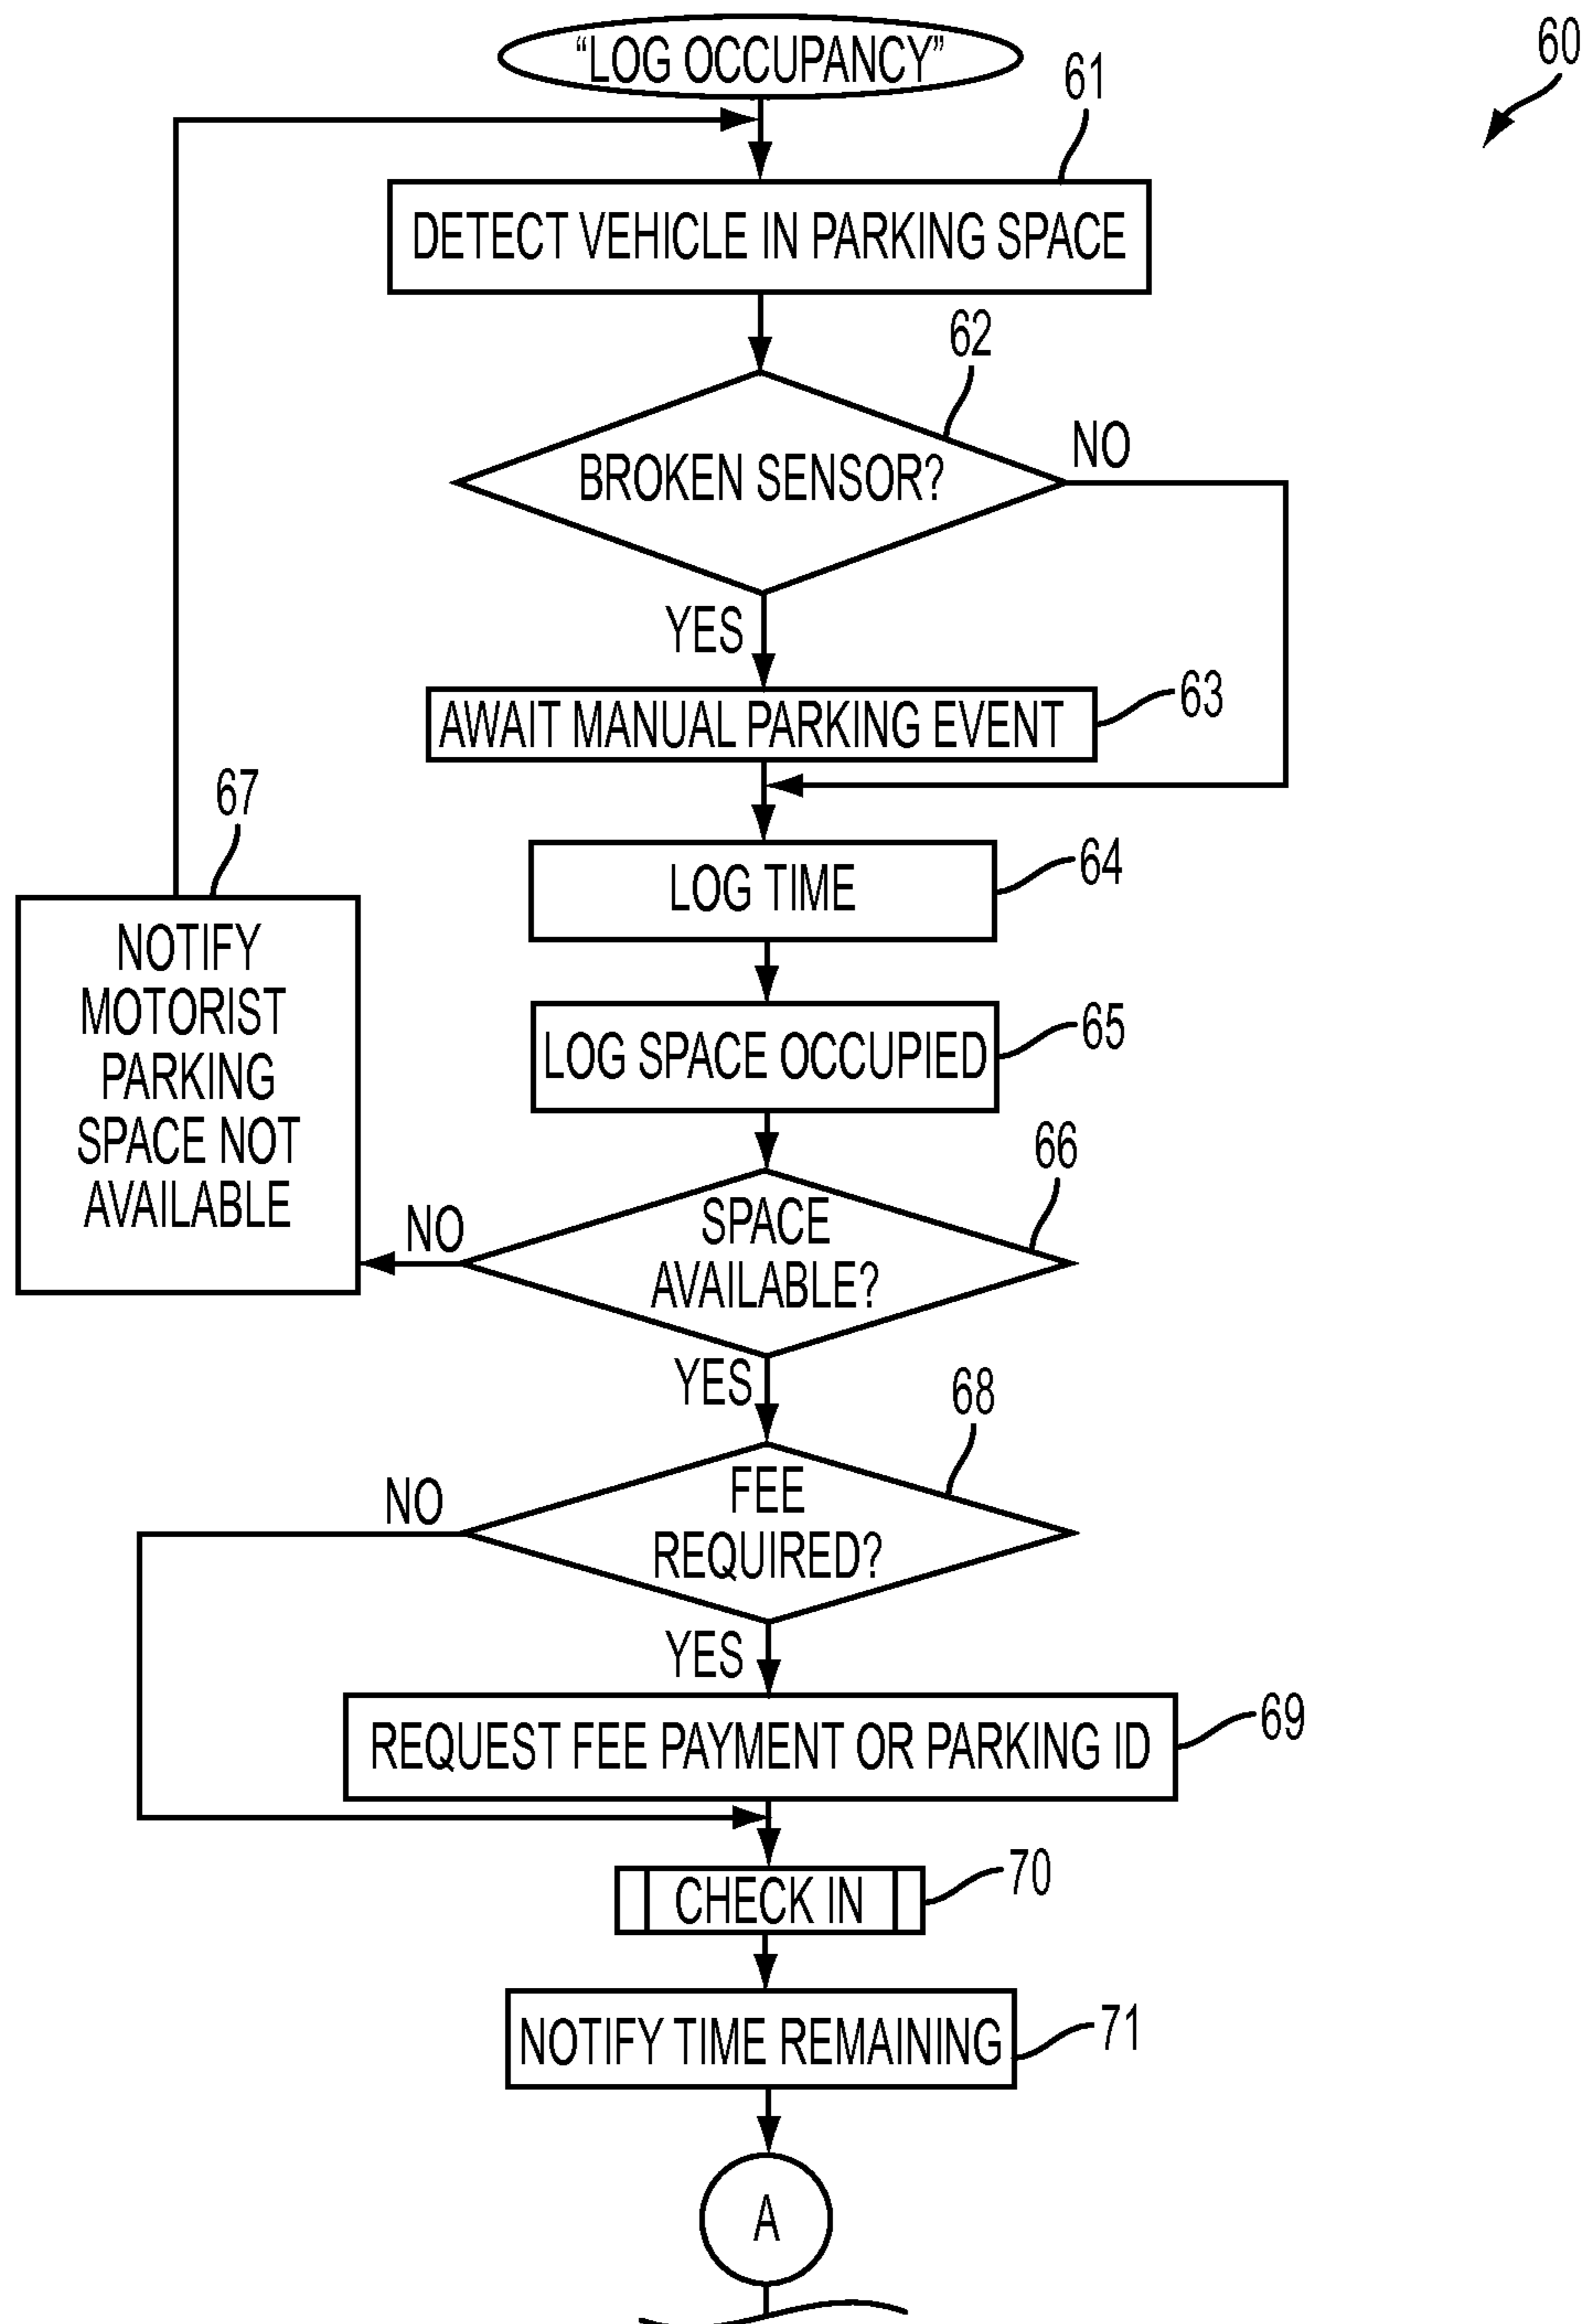 "LOG OCCUPANCY"
60
61
DETECT VEHICLE IN PARKING SPACE
62
BROKEN SENSOR?
NO
YES
AWAIT MANUAL PARKING EVENT
63
67
LOG TIME
64
NOTIFY
MOTORIST
PARKING
SPACE NOT
AVAILABLE
LOG SPACE OCCUPIED
65
66
SPACE
AVAILABLE?
NO
YES
68
FEE
REQUIRED?
NO
YES
REQUEST FEE PAYMENT OR PARKING ID
69
CHECK IN
70
NOTIFY TIME REMAINING
71
A